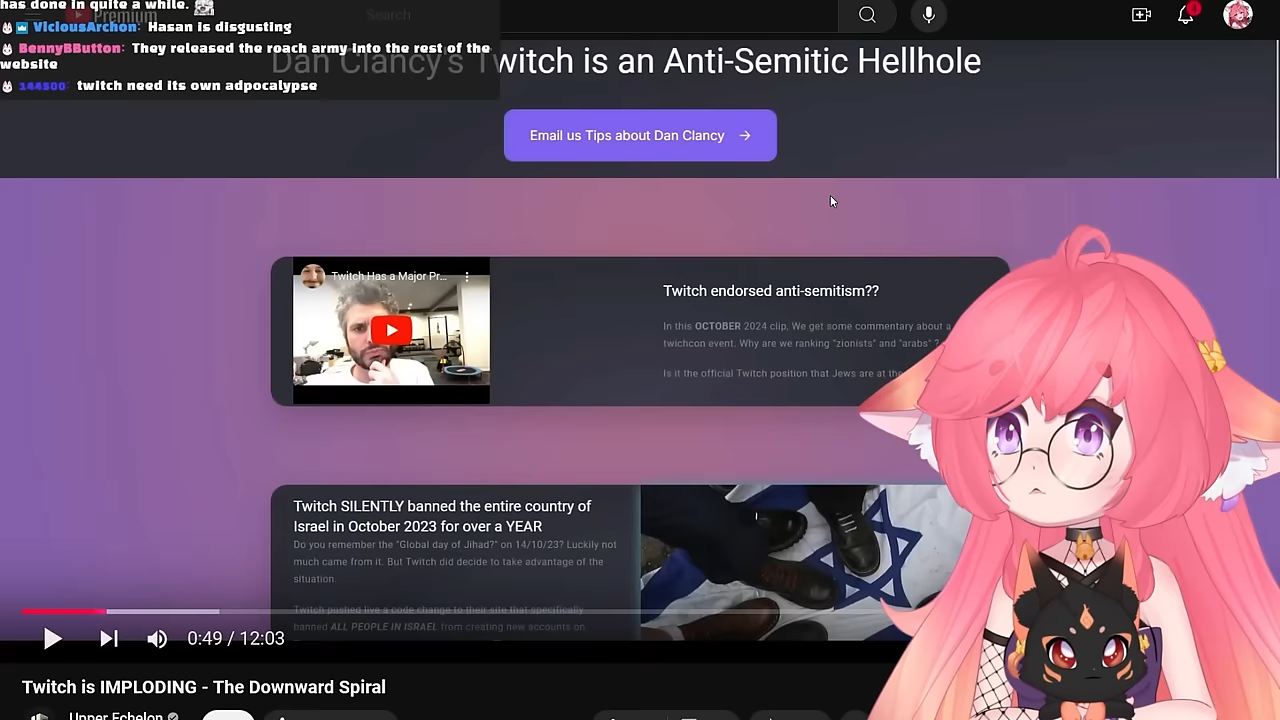 has done in quite a while.
Premium
Search
ViciousArchon: Hasan is disgusting
BennyBButton: They released the roach army into the rest of the
website
144500: twitch need its own adpocalypse
Dan Clancy's Twitch is an Anti-Semitic Hellhole
Email us Tips about Dan Clancy →
Twitch Has a Major Pr...
Twitch endorsed anti-semitism??
In this OCTOBER 2024 clip, We get some commentary about a
twichcon event. Why are we ranking "zionists" and "arabs" ?
Is it the official Twitch position that Jews are at the
Twitch SILENTLY banned the entire country of
Israel in October 2023 for over a YEAR
Do you remember the "Global day of Jihad?" on 14/10/23? Luckily not
much came from it. But Twitch did decide to take advantage of the
situation.
Twitch pushed live a code change to their site that specifically
banned ALL PEOPLE IN ISRAEL from creating new accounts on
0:49 / 12:03
Twitch is IMPLODING - The Downward Spiral
Upper Echelon